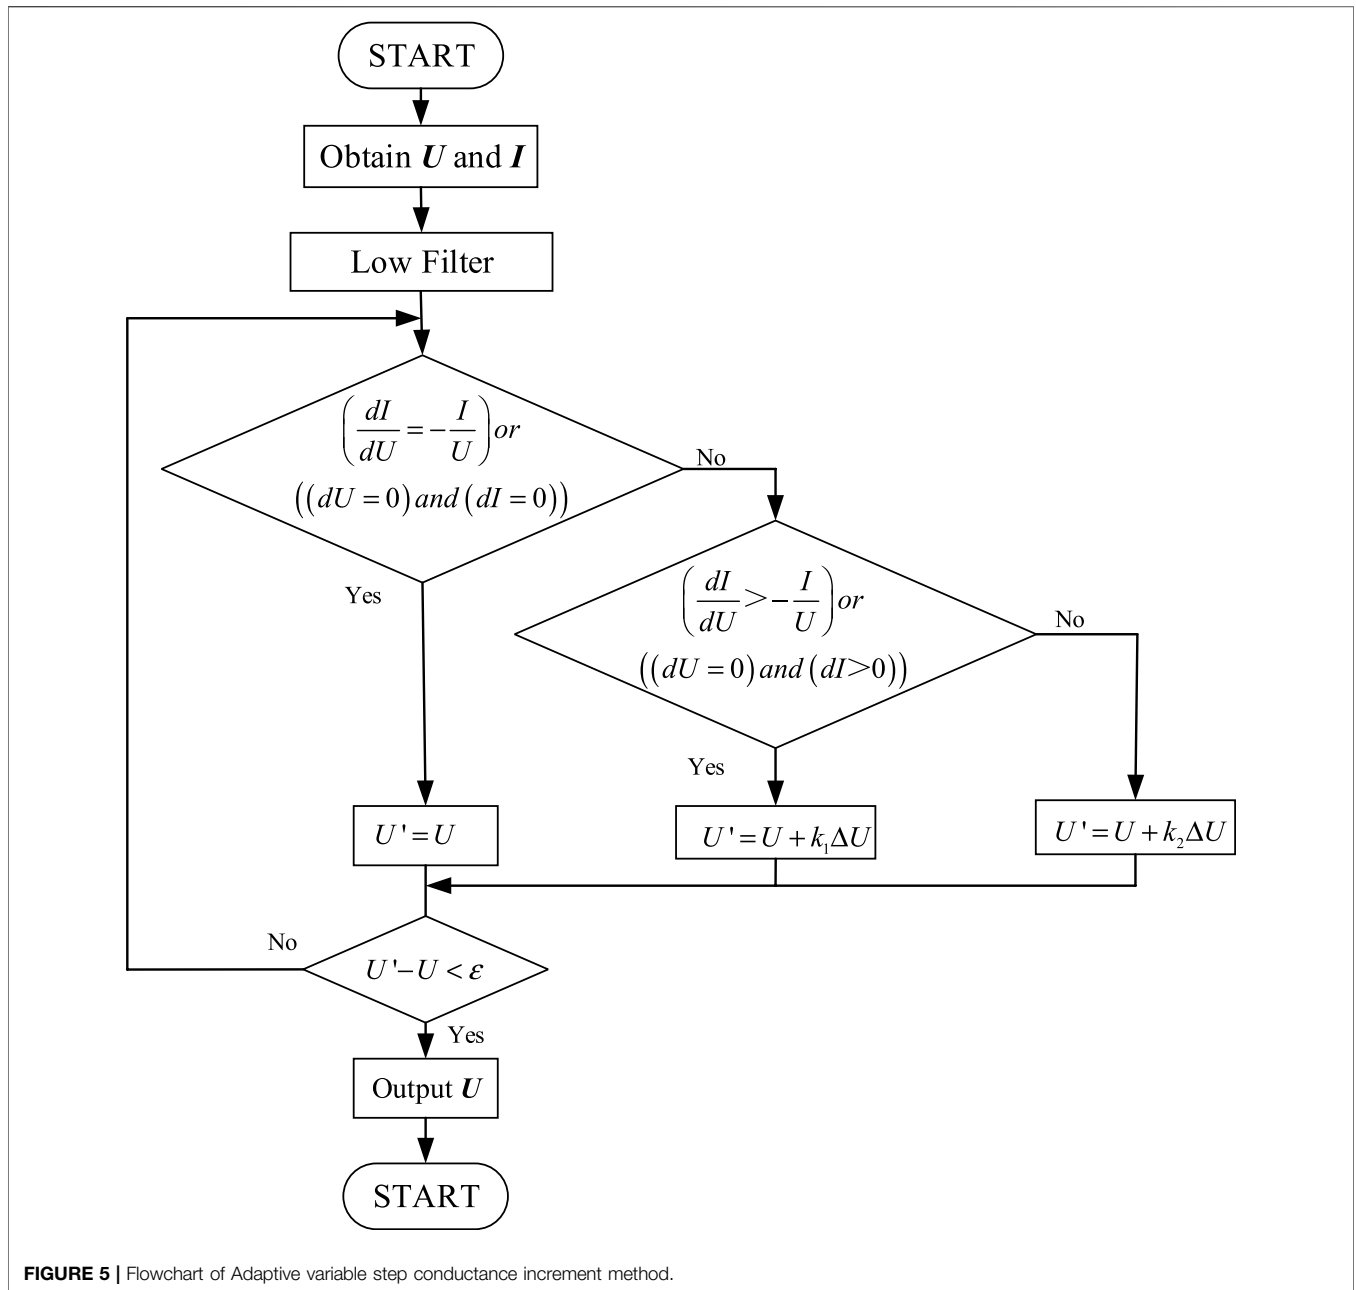 START
Obtain U and I
Low Filter
(dI/dU = -I/U) or
((dU = 0) and (dI = 0))
No
Yes
(dI/dU > -I/U) or
((dU = 0) and (dI > 0))
No
Yes
U' = U
U' = U + k₁ΔU
U' = U + k₂ΔU
No
U'-U < ε
Yes
Output U
START
FIGURE 5 | Flowchart of Adaptive variable step conductance increment method.